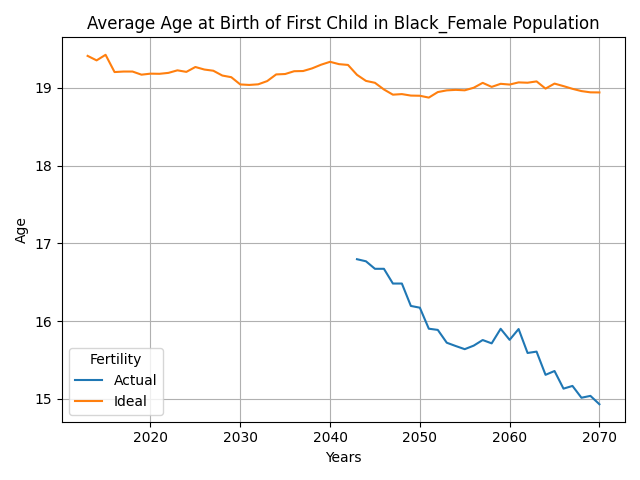 Average Age at Birth of First Child in Black_Female Population
Age
19
18
17
16
15
Fertility
Actual
Ideal
2020 2030 2040 2050 2060 2070
Years